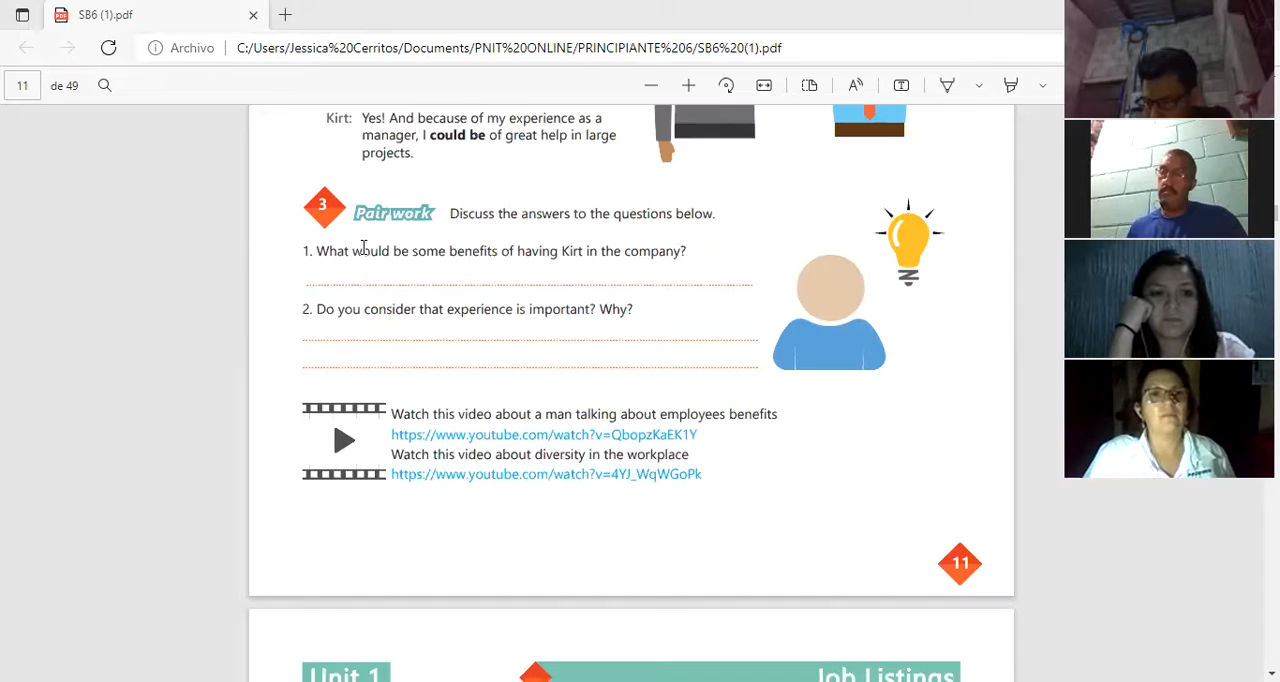 SB6 (1).pdf
Archivo
C:/Users/Jessica%20Cerritos/Documents/PNIT%20ONLINE/PRINCIPIANTE%206/SB6%20(1).pdf
11 de 49
Kirt: Yes! And because of my experience as a
manager, I could be of great help in large
projects.
3 Pair work Discuss the answers to the questions below.
1. What would be some benefits of having Kirt in the company?
2. Do you consider that experience is important? Why?
Watch this video about a man talking about employees benefits
https://www.youtube.com/watch?v=QbopzKaEK1Y
Watch this video about diversity in the workplace
https://www.youtube.com/watch?v=4YJ_WqWGoPk
11
Unit 1
Job Listings